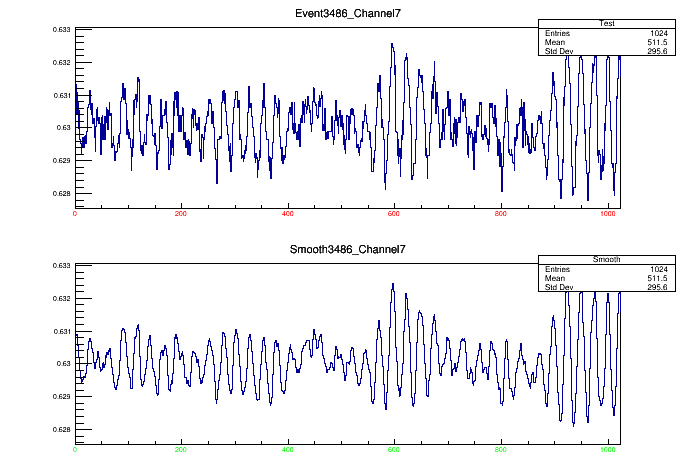 Event3486_Channel7
Test
Entries 1024
Mean 511.5
Std Dev 295.6
0.633
0.632
0.631
0.63
0.629
0.628
0 200 400 600 800 1000
Smooth3486_Channel7
Smooth
Entries 1024
Mean 511.5
Std Dev 295.6
0.633
0.632
0.631
0.63
0.629
0.628
0 200 400 600 800 1000